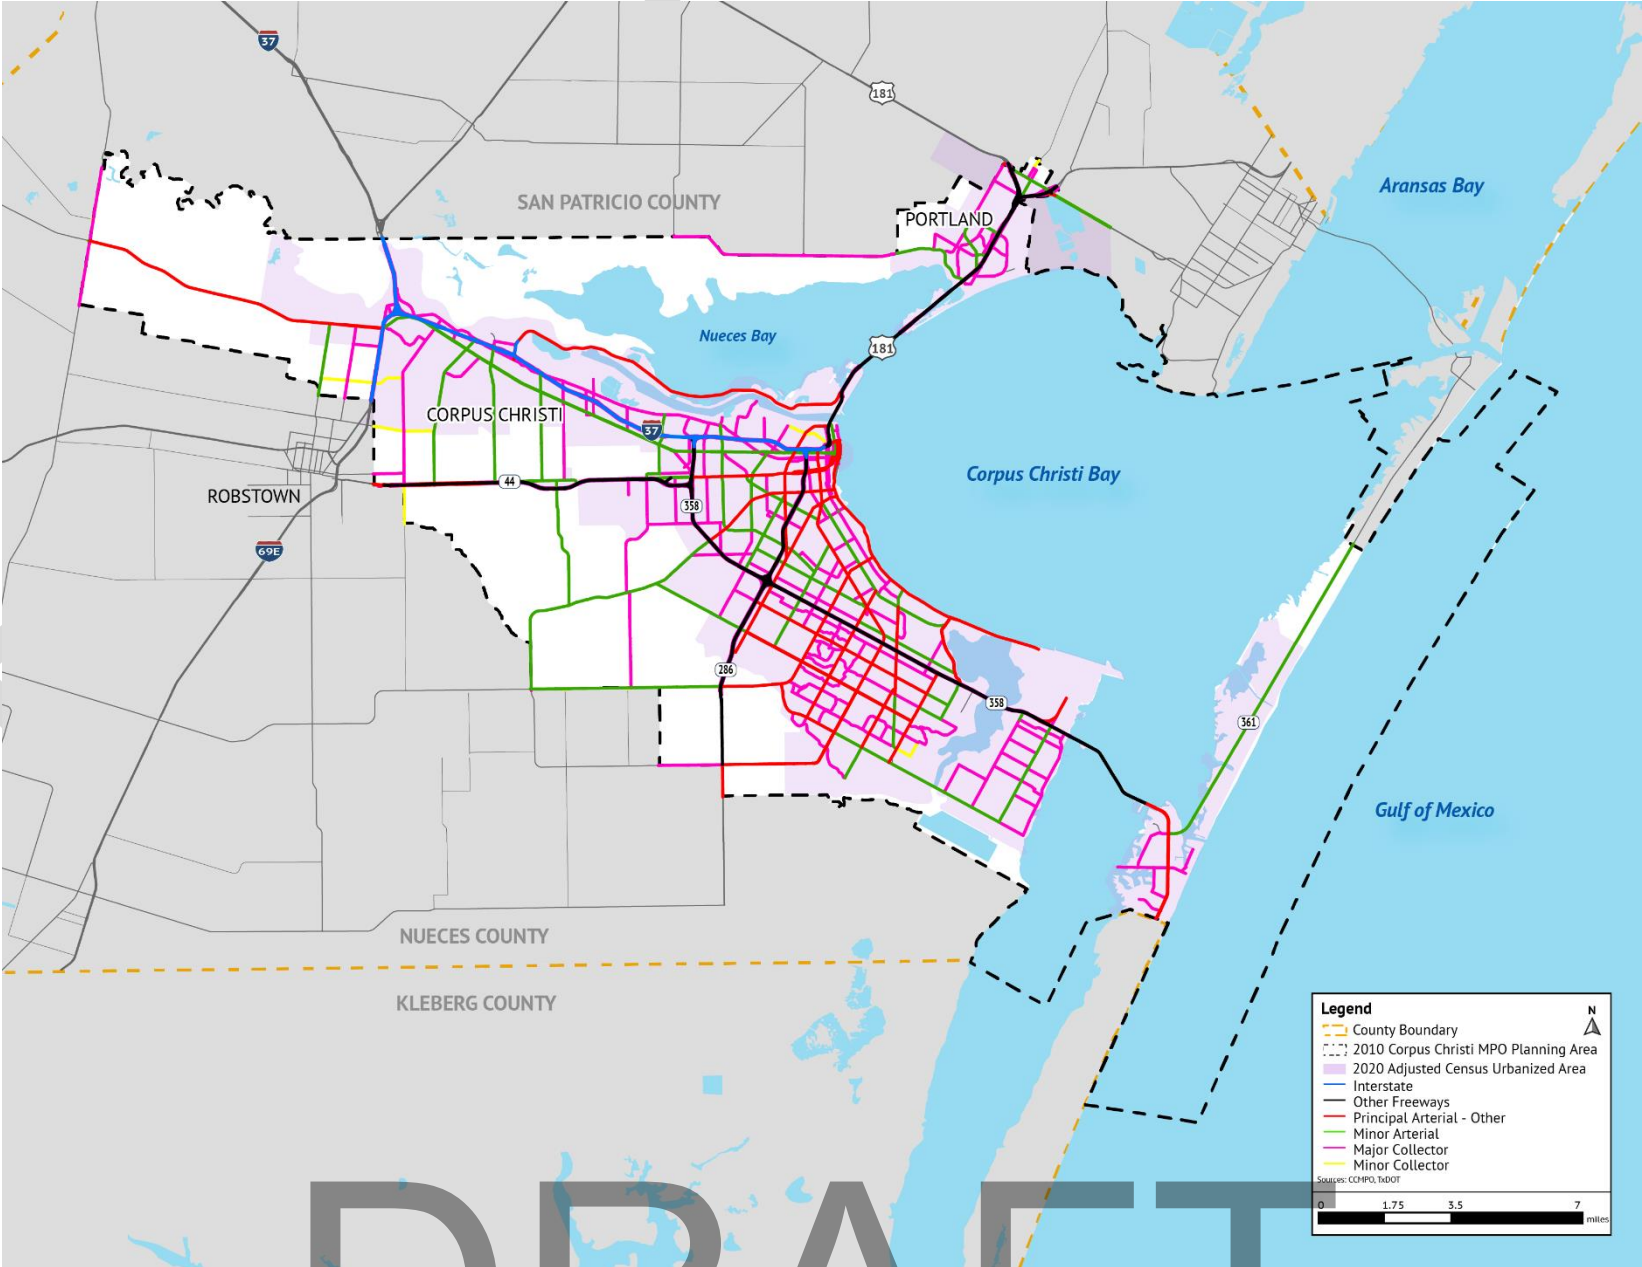 37
181
Aransas Bay
SAN PATRICIO COUNTY
PORTLAND
Nueces Bay
181
CORPUS CHRISTI
37
Corpus Christi Bay
44
ROBSTOWN
358
69E
286
358
361
Gulf of Mexico
NUECES COUNTY
KLEBERG COUNTY
Legend
N
County Boundary
2010 Corpus Christi MPO Planning Area
2020 Adjusted Census Urbanized Area
Interstate
Other Freeways
Principal Arterial - Other
Minor Arterial
Major Collector
Minor Collector
Sources: CCMPO, TxDOT
0 1.75 3.5 7
miles
DRAFT